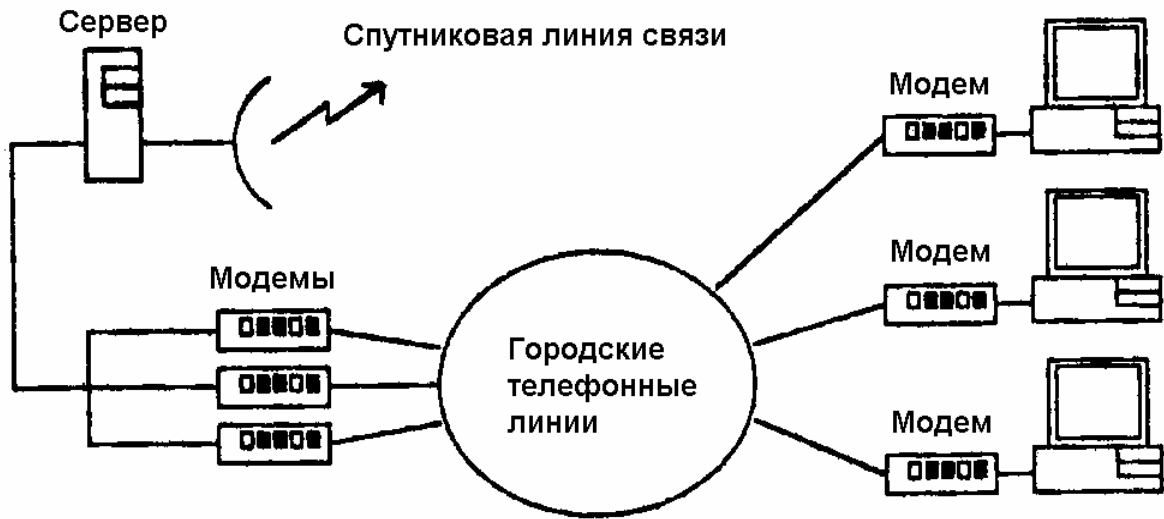 Сервер
Спутниковая линия связи
Модем
Модем
Модемы
Городские
телефонные
линии
Модем